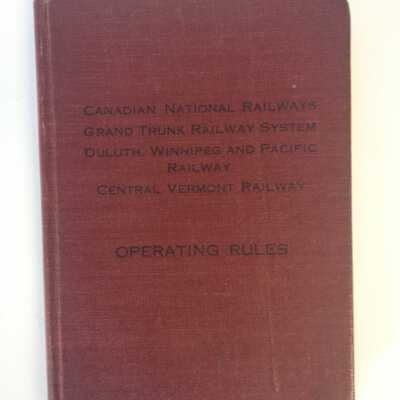 CANADIAN NATIONAL RAILWAYS
GRAND TRUNK RAILWAY SYSTEM
DULUTH, WINNIPEG AND PACIFIC
RAILWAY
CENTRAL VERMONT RAILWAY
OPERATING RULES